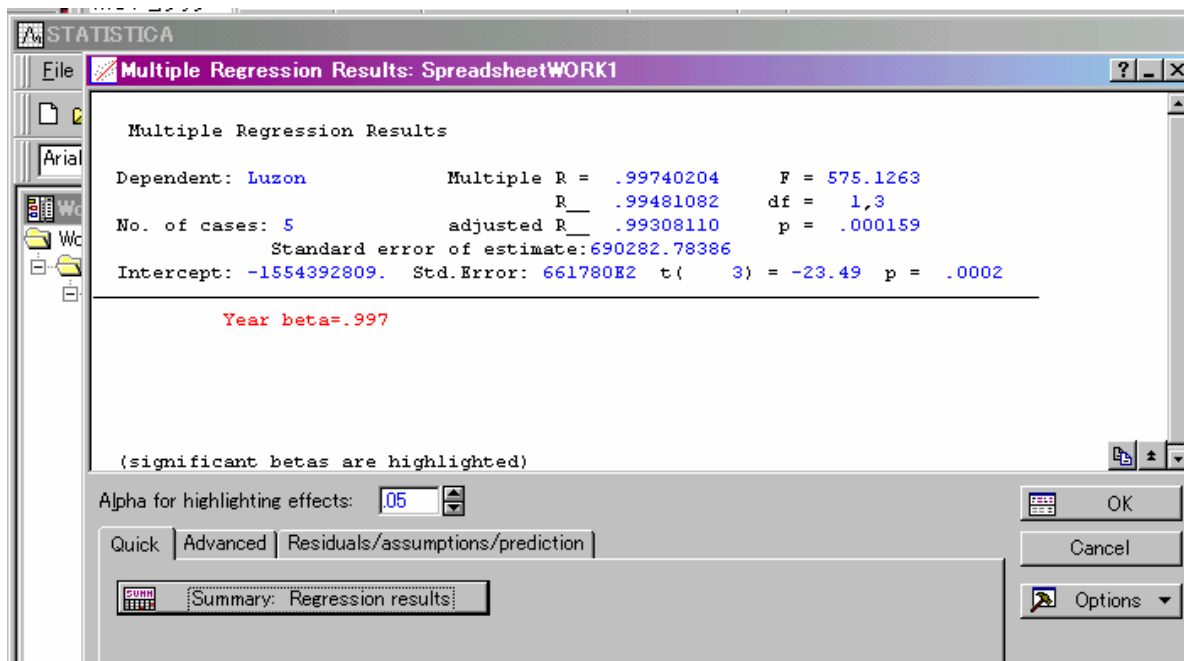 STATISTICA
File
Multiple Regression Results: SpreadsheetWORK1
Arial
Wo
Wo
Multiple Regression Results
Dependent: Luzon Multiple R = .99740204 F = 575.1263
R__ .99481082 df = 1,3
No. of cases: 5 adjusted R__ .99308110 p = .000159
Standard error of estimate:690282.78386
Intercept: -1554392809. Std.Error: 661780E2 t( 3) = -23.49 p = .0002
Year beta=.997
(significant betas are highlighted)
Alpha for highlighting effects: .05
OK
Quick Advanced Residuals/assumptions/prediction
Cancel
SUMM Summary: Regression results
Options